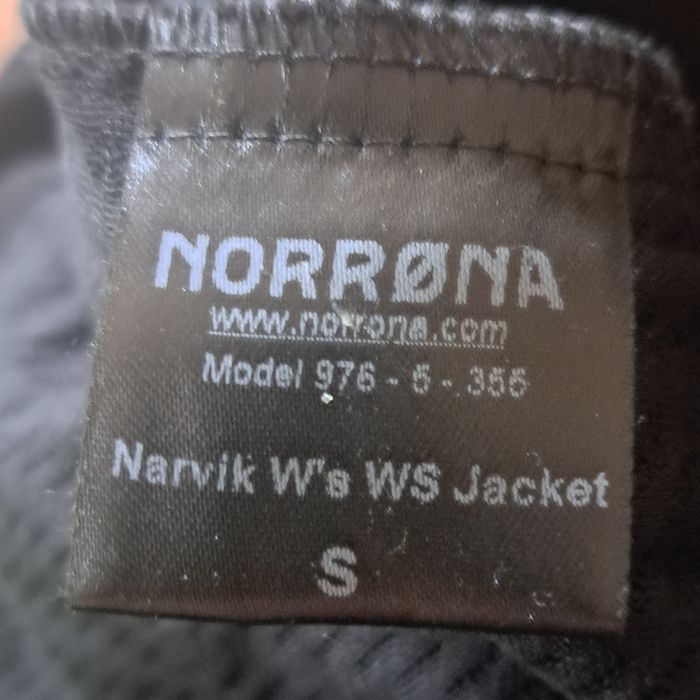 NORRØNA
www.norrona.com
Model 976 - 5 - 356
Narvik W's WS Jacket
S